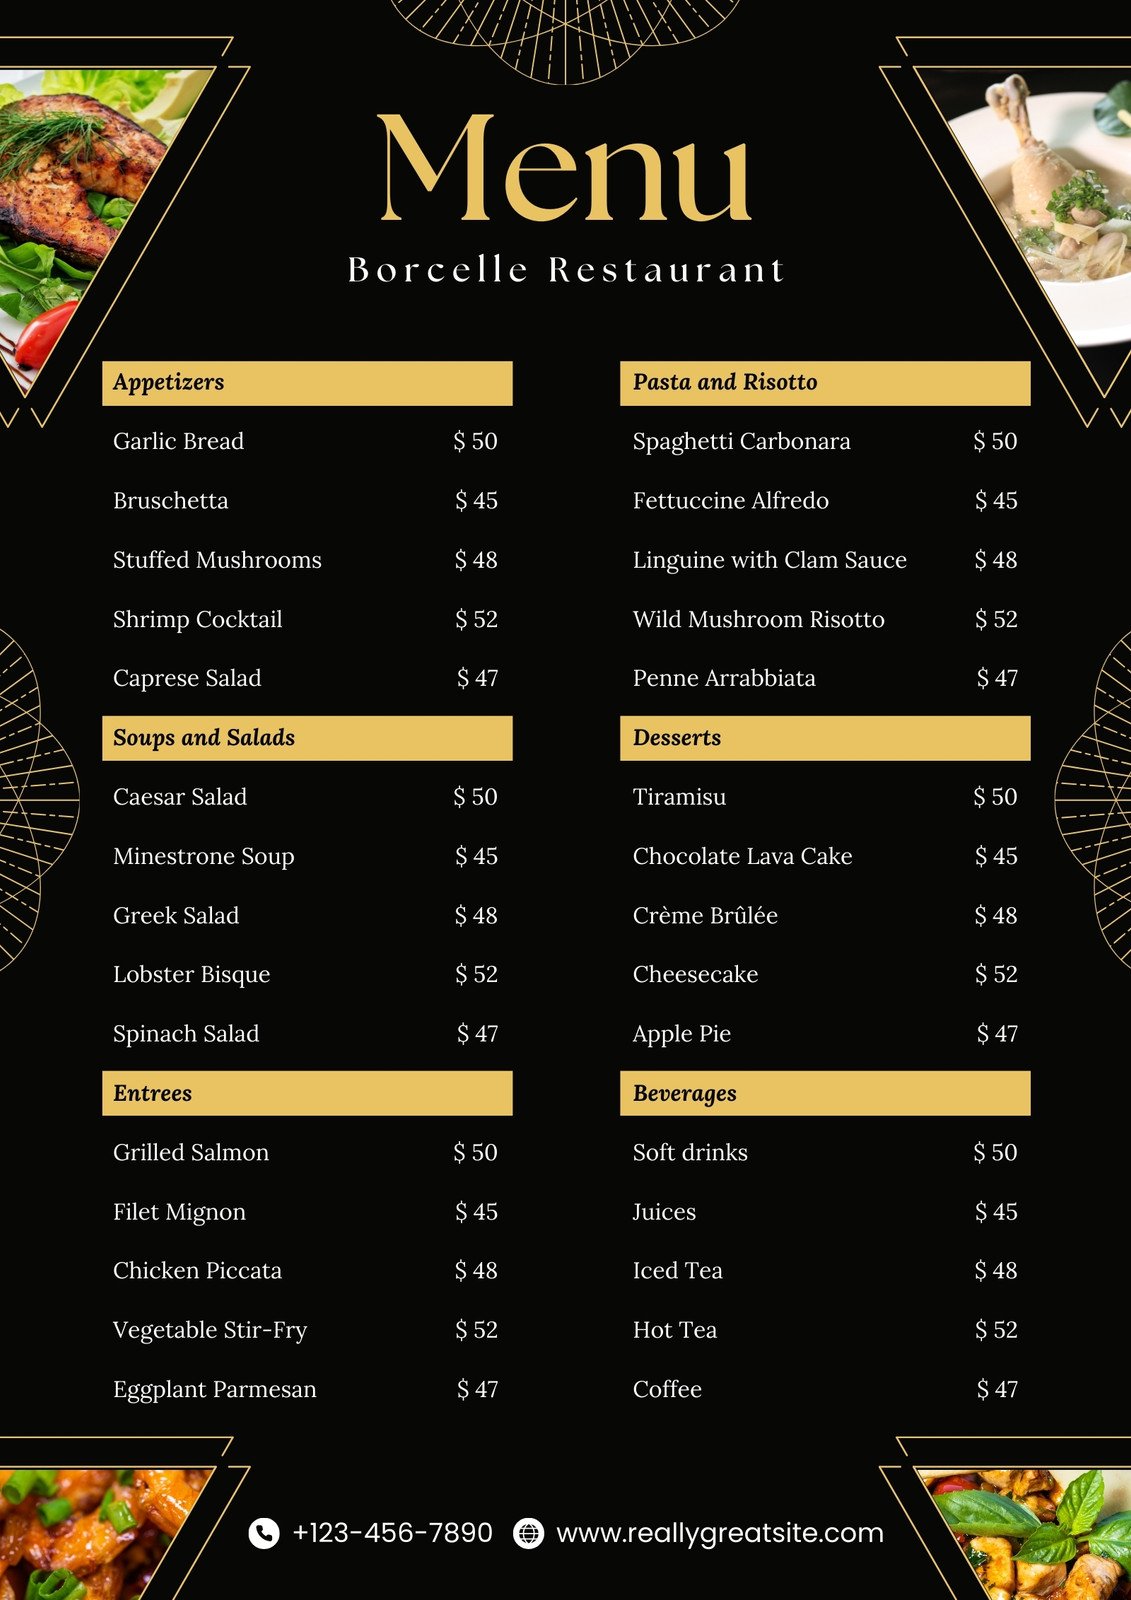 Menu
Borcelle Restaurant
Appetizers
Garlic Bread $ 50
Bruschetta $ 45
Stuffed Mushrooms $ 48
Shrimp Cocktail $ 52
Caprese Salad $ 47
Soups and Salads
Caesar Salad $ 50
Minestrone Soup $ 45
Greek Salad $ 48
Lobster Bisque $ 52
Spinach Salad $ 47
Entrees
Grilled Salmon $ 50
Filet Mignon $ 45
Chicken Piccata $ 48
Vegetable Stir-Fry $ 52
Eggplant Parmesan $ 47
Pasta and Risotto
Spaghetti Carbonara $ 50
Fettuccine Alfredo $ 45
Linguine with Clam Sauce $ 48
Wild Mushroom Risotto $ 52
Penne Arrabbiata $ 47
Desserts
Tiramisu $ 50
Chocolate Lava Cake $ 45
Crème Brûlée $ 48
Cheesecake $ 52
Apple Pie $ 47
Beverages
Soft drinks $ 50
Juices $ 45
Iced Tea $ 48
Hot Tea $ 52
Coffee $ 47
+123-456-7890 www.reallygreatsite.com